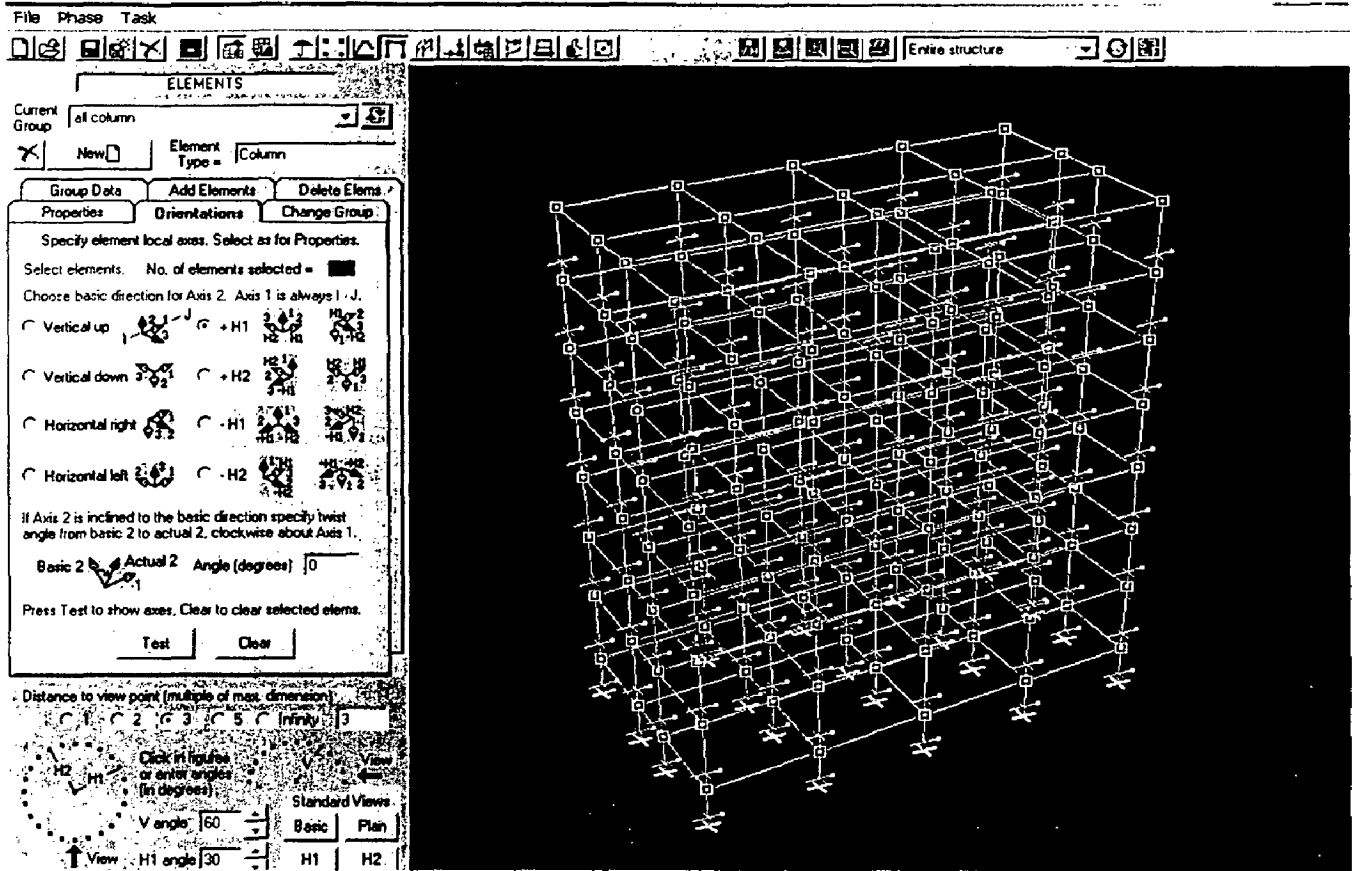 File Phase Task
Entire structure
ELEMENTS
Current Group all column
New
Element Type = Column
Group Data Add Elements Delete Elems
Properties Orientations Change Group
Specify element local axes. Select as for Properties.
Select elements. No. of elements selected =
Choose basic direction for Axis 2. Axis 1 is always I - J.
Vertical up + H1
Vertical down + H2
Horizontal right - H1
Horizontal left - H2
If Axis 2 is inclined to the basic direction specify twist
angle from basic 2 to actual 2, clockwise about Axis 1.
Basic 2 Actual 2 Angle (degrees) 0
1
Press Test to show axes, Clear to clear selected elems.
Test Clear
Distance to view point (multiple of max. dimension)
1 2 3 5 Infinity 3
H2 H1
Click in figures
or enter angles
(in degrees)
V View
Standard Views
V angle 60 Basic Plan
View H1 angle 30 H1 H2